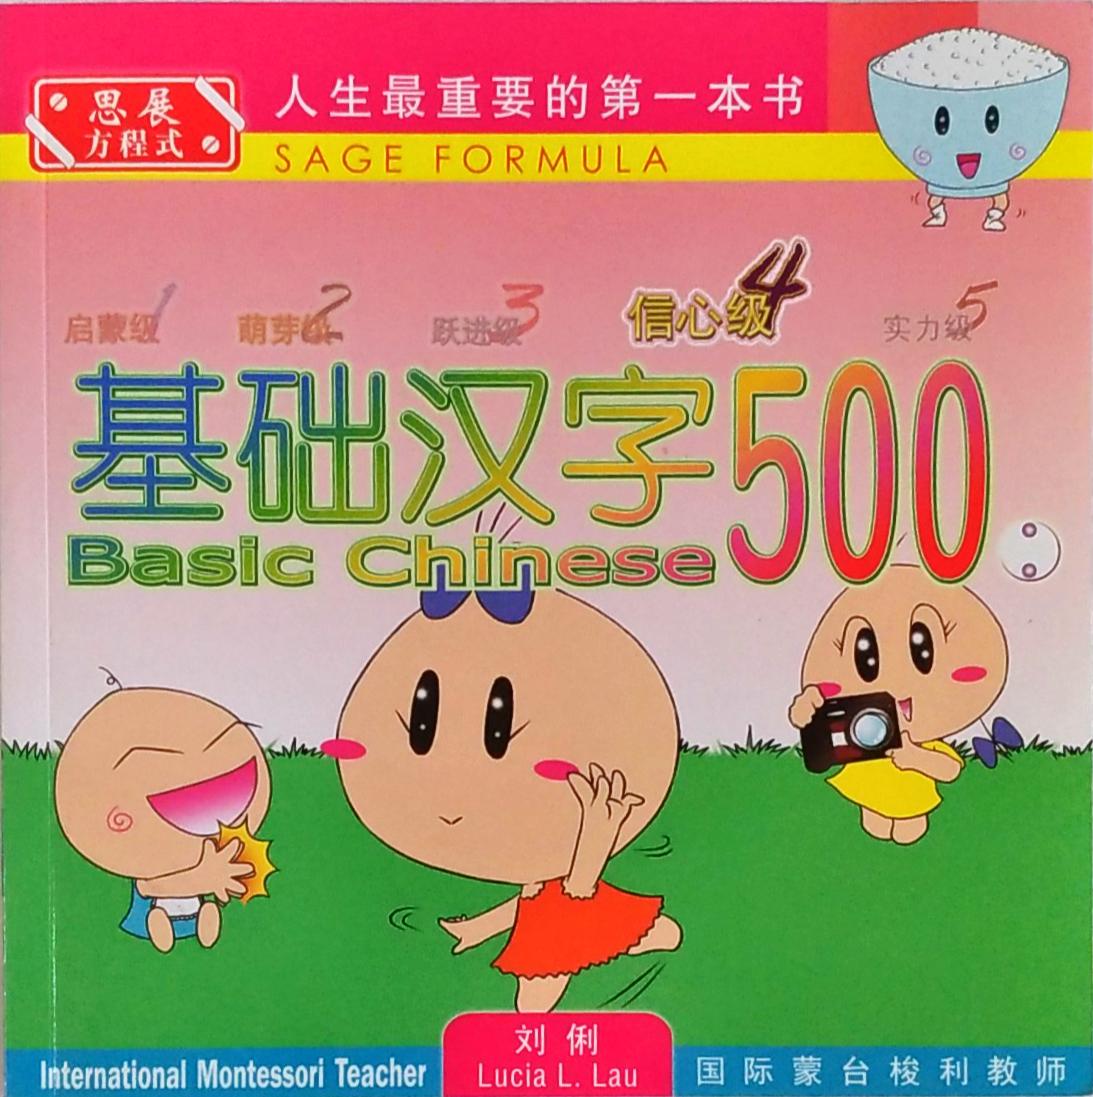 思展
方程式
人生最重要的第一本书
SAGE FORMULA
启蒙级1
萌芽级2
跃进级3
信心级4
实力级5
基础汉字500
Basic Chinese
刘俐
Lucia L. Lau
International Montessori Teacher
国际蒙台梭利教师